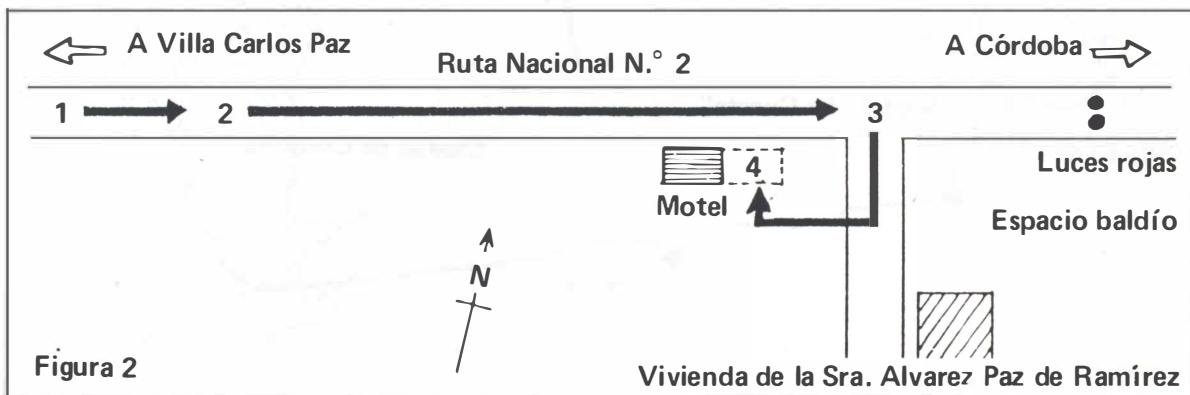 A Villa Carlos Paz
A Córdoba
Ruta Nacional N.° 2
1 2 3
4
Luces rojas
Motel
Espacio baldío
N
Figura 2
Vivienda de la Sra. Alvarez Paz de Ramírez